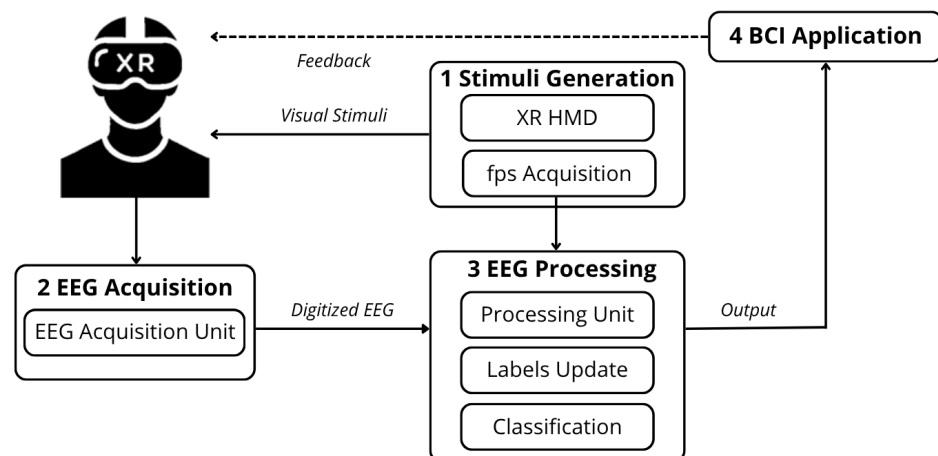 XR
4 BCI Application
Feedback
1 Stimuli Generation
Visual Stimuli
XR HMD
fps Acquisition
2 EEG Acquisition
EEG Acquisition Unit
Digitized EEG
3 EEG Processing
Processing Unit
Labels Update
Classification
Output